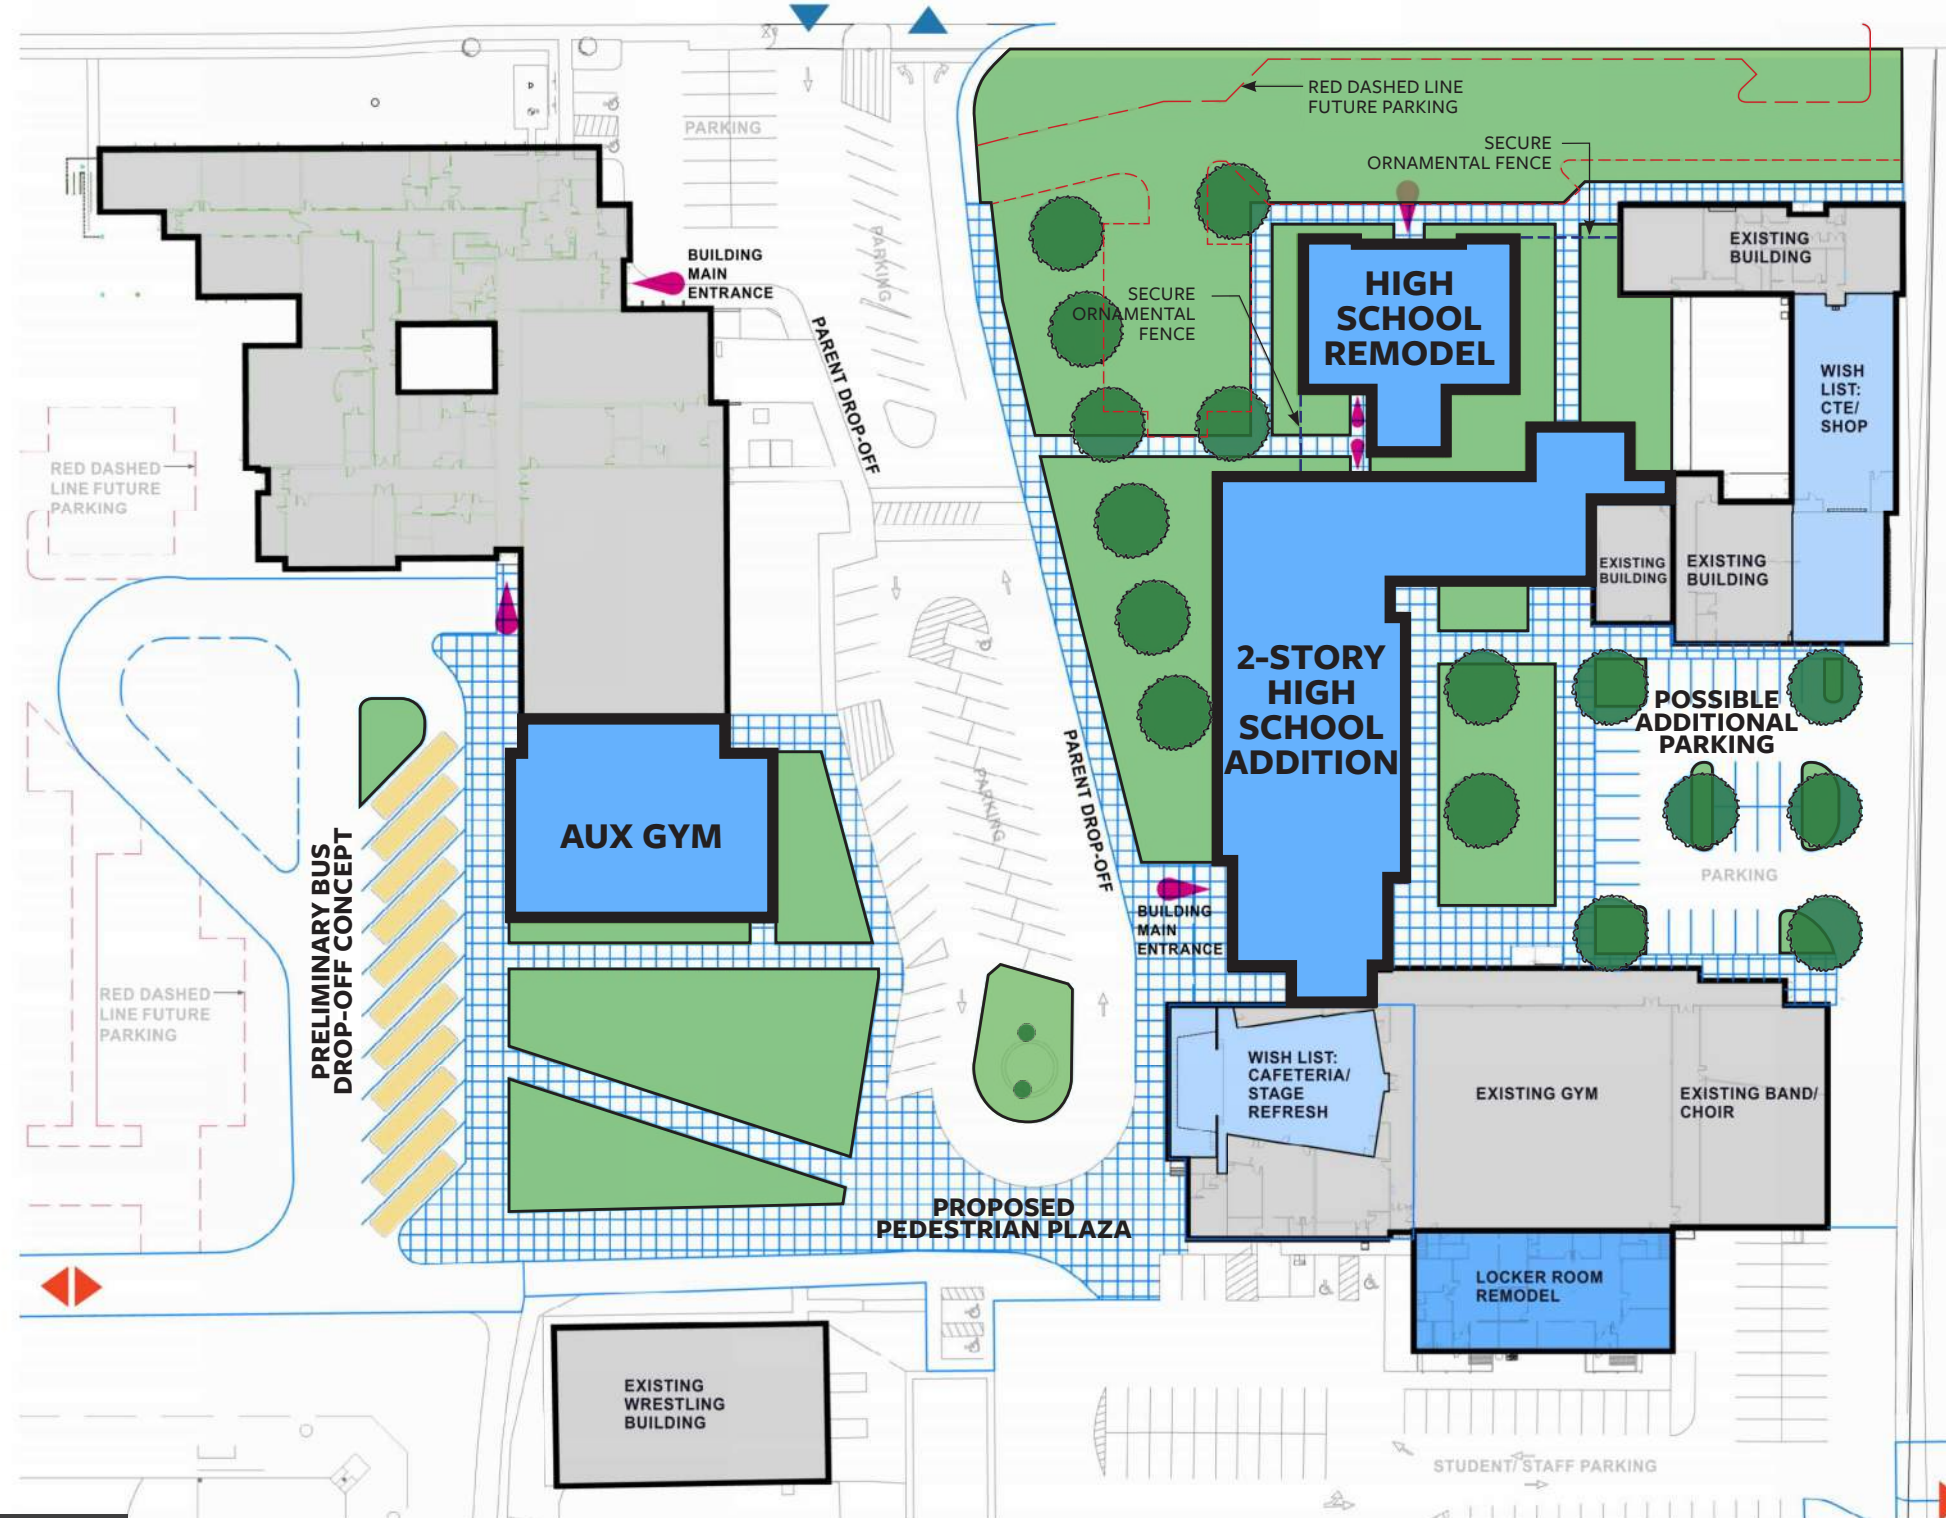 RED DASHED LINE
FUTURE PARKING
SECURE
ORNAMENTAL FENCE
PARKING
PARKING
BUILDING
MAIN
ENTRANCE
PARENT DROP-OFF
SECURE
ORNAMENTAL
FENCE
HIGH
SCHOOL
REMODEL
EXISTING
BUILDING
WISH
LIST:
CTE/
SHOP
RED DASHED
LINE FUTURE
PARKING
EXISTING
BUILDING
EXISTING
BUILDING
2-STORY
HIGH
SCHOOL
ADDITION
POSSIBLE
ADDITIONAL
PARKING
PARKING
PARKING
PARENT DROP-OFF
AUX GYM
PRELIMINARY BUS
DROP-OFF CONCEPT
BUILDING
MAIN
ENTRANCE
RED DASHED
LINE FUTURE
PARKING
WISH LIST:
CAFETERIA/
STAGE
REFRESH
EXISTING GYM
EXISTING BAND/
CHOIR
PROPOSED
PEDESTRIAN PLAZA
LOCKER ROOM
REMODEL
EXISTING
WRESTLING
BUILDING
STUDENT/ STAFF PARKING